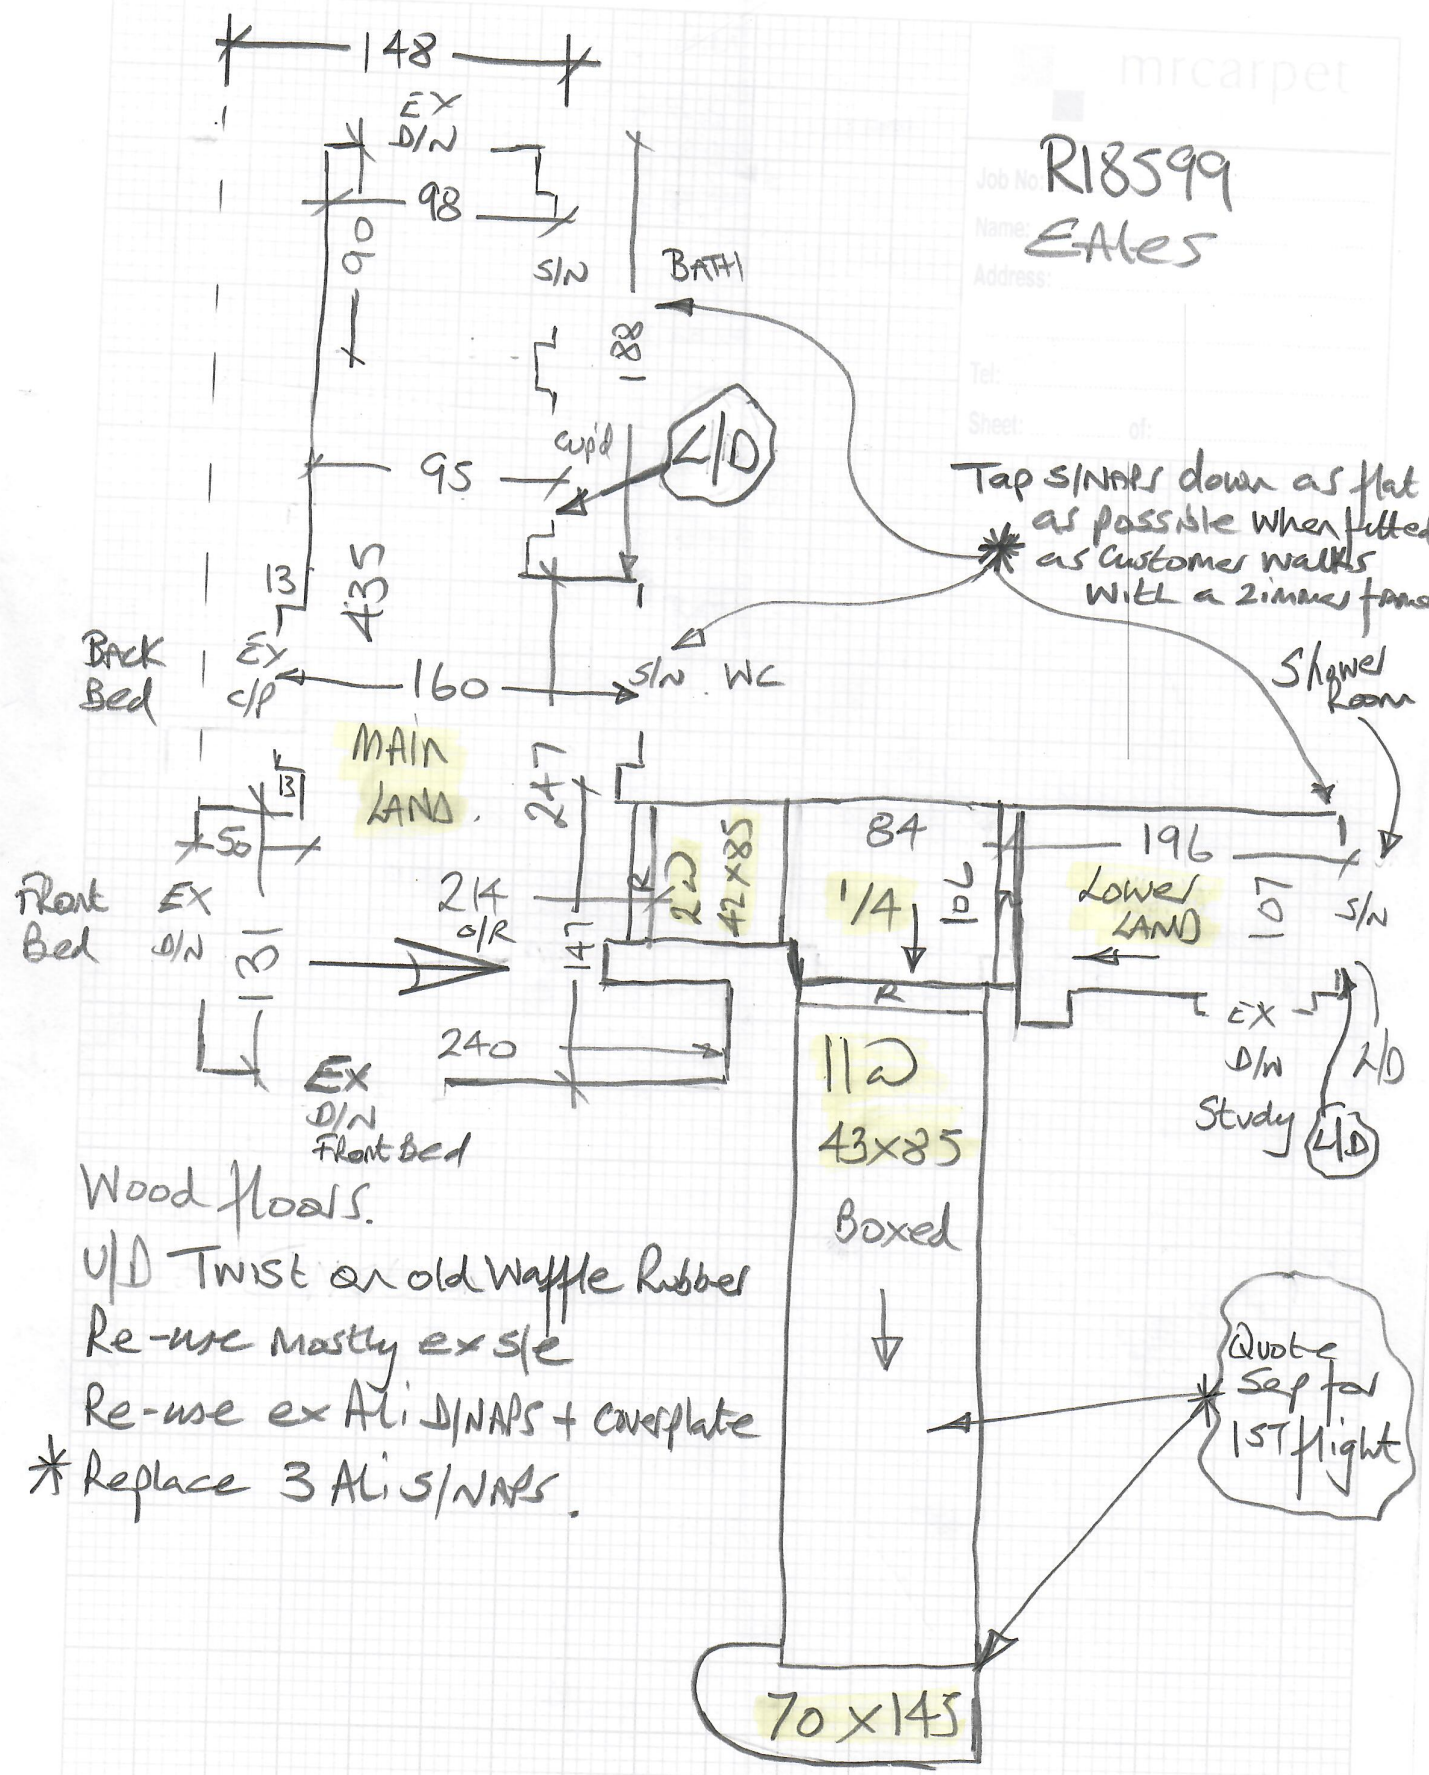 148
mrcarpet
EX
D/N
Job No:
R18599
98
Name:
EAles
90
S/N
BATH
Address:
188
Tel:
Cup'd
L/D
Sheet: of:
95
Tap S/NAPS down as flat
as possible when fitted
as Customer walks
With a zimmer frame
13
435
Shower
Room
BACK
Bed
EX
C/P
160
S/N
WC
MAIN
LAND.
247
13
50
84
196
R
2
42x85
Front
Bed
EX
D/N
131
214
O/R
1/4
107
Lower
LAND
107
S/N
147
R
EX
D/N
Study
L/D
L/D
240
11
43x85
EX
D/N
Front Bed
Boxed
Wood floors.
U/D Twist on old Waffle Rubber
Re-use mostly ex s/e
Re-use ex Ali D/NAPS + Coverplate
* Replace 3 Ali S/NAPS.
Quote
Sep for
1ST flight
70 x 145